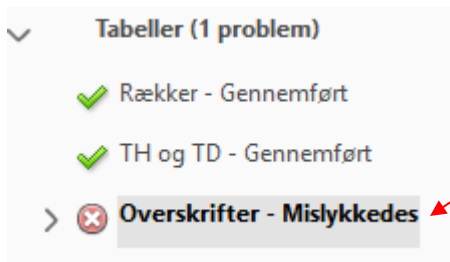 Tabeller (1 problem)
Rækker - Gennemført
TH og TD - Gennemført
Overskrifter - Mislykkedes